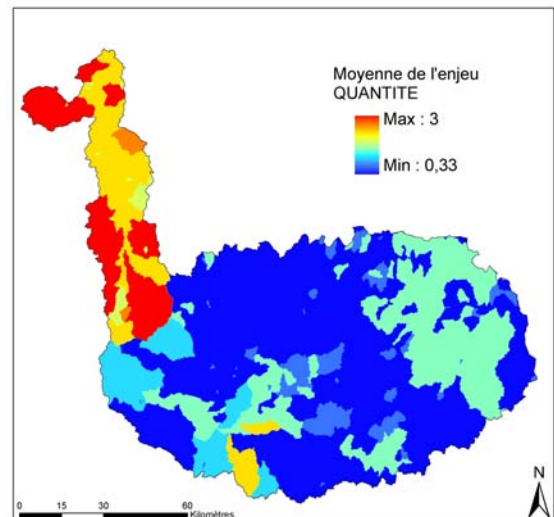 Moyenne de l'enjeu
QUANTITE
Max : 3
Min : 0,33
N
0 15 30 60
Kilomètres